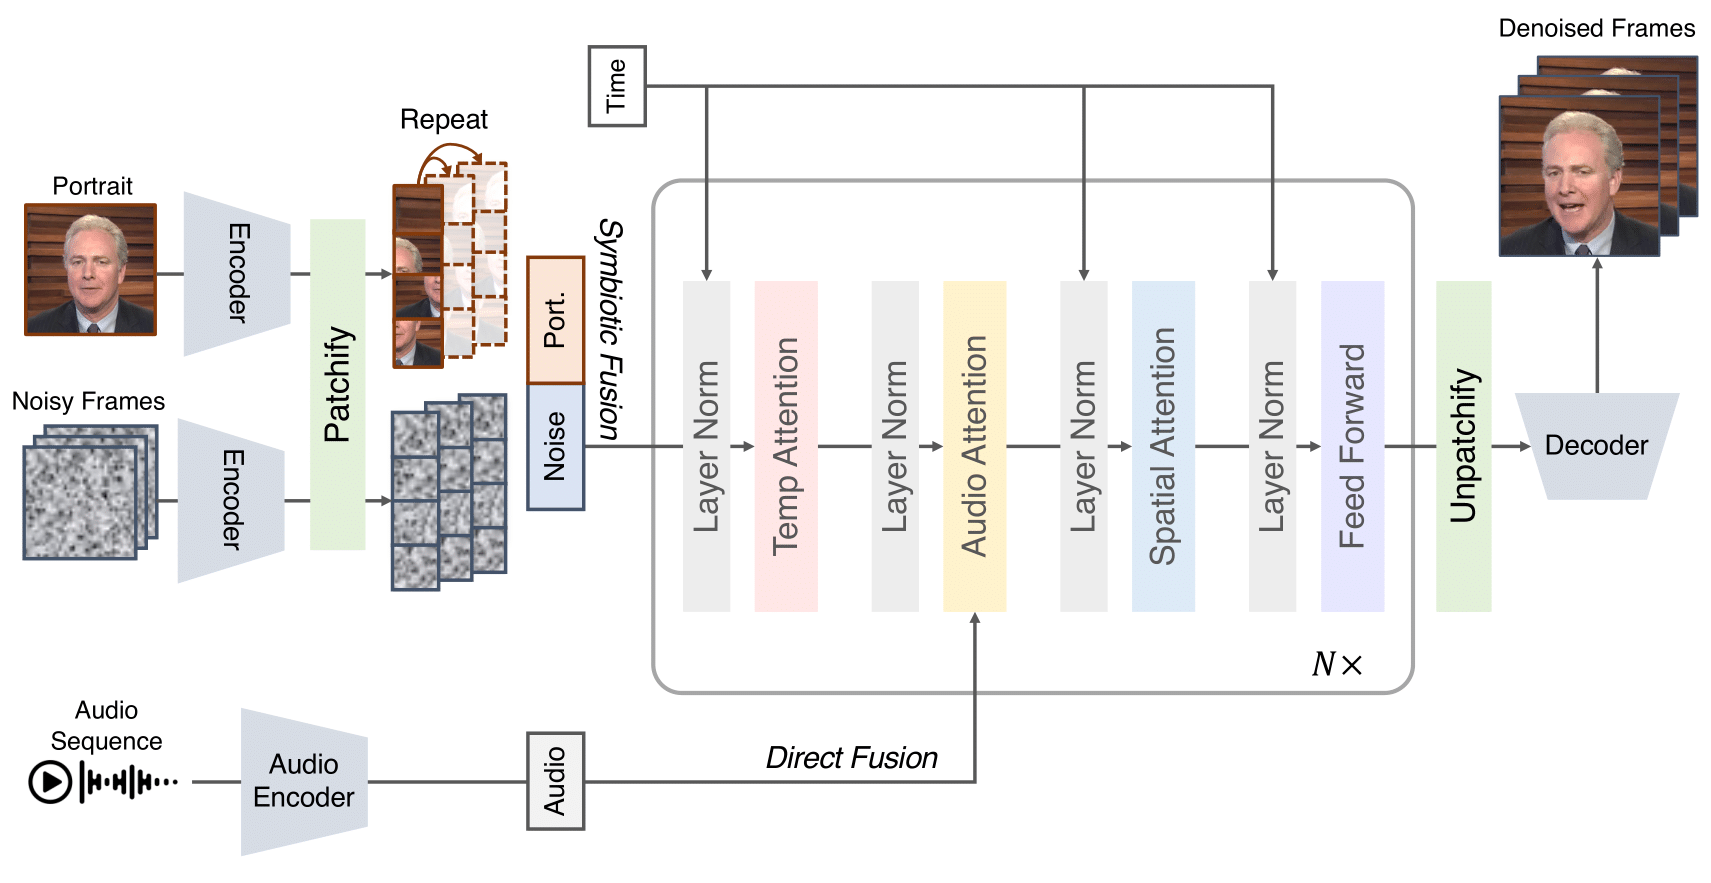 Denoised Frames
Time
Repeat
Portrait
Encoder
Patchify
Symbiotic Fusion
Port.
Noise
Noisy Frames
Encoder
Layer Norm
Temp Attention
Layer Norm
Audio Attention
Layer Norm
Spatial Attention
Layer Norm
Feed Forward
Unpatchify
Decoder
N×
Audio
Sequence
Audio
Encoder
Audio
Direct Fusion